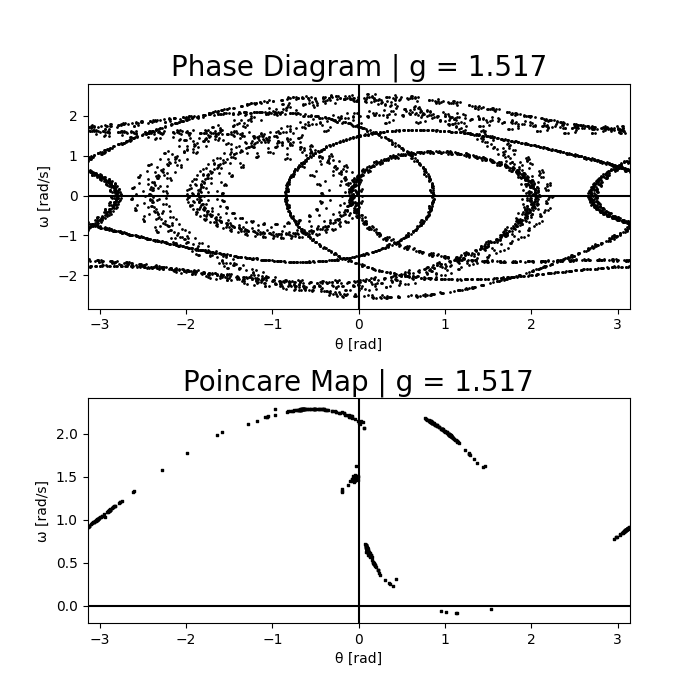 Phase Diagram | g = 1.517
2
1
0
−1
−2
ω [rad/s]
−3 −2 −1 0 1 2 3
θ [rad]
Poincare Map | g = 1.517
2.0
1.5
1.0
0.5
0.0
ω [rad/s]
−3 −2 −1 0 1 2 3
θ [rad]